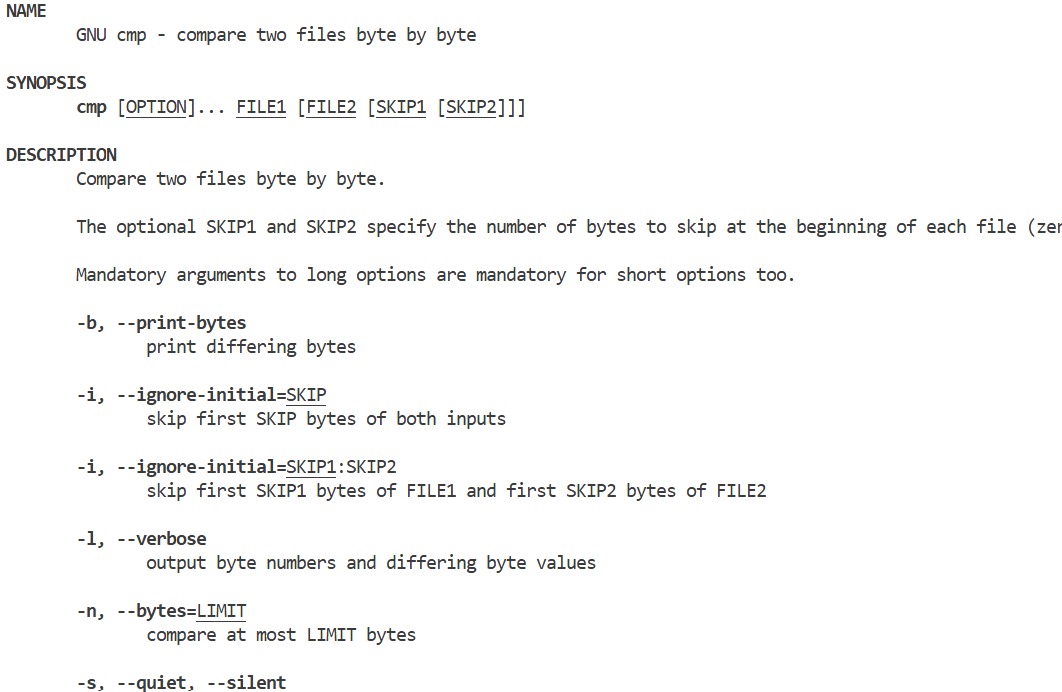 NAME
GNU cmp - compare two files byte by byte
SYNOPSIS
cmp [OPTION]... FILE1 [FILE2 [SKIP1 [SKIP2]]]
DESCRIPTION
Compare two files byte by byte.
The optional SKIP1 and SKIP2 specify the number of bytes to skip at the beginning of each file (zer
Mandatory arguments to long options are mandatory for short options too.
-b, --print-bytes
print differing bytes
-i, --ignore-initial=SKIP
skip first SKIP bytes of both inputs
-i, --ignore-initial=SKIP1:SKIP2
skip first SKIP1 bytes of FILE1 and first SKIP2 bytes of FILE2
-l, --verbose
output byte numbers and differing byte values
-n, --bytes=LIMIT
compare at most LIMIT bytes
-s, --quiet, --silent